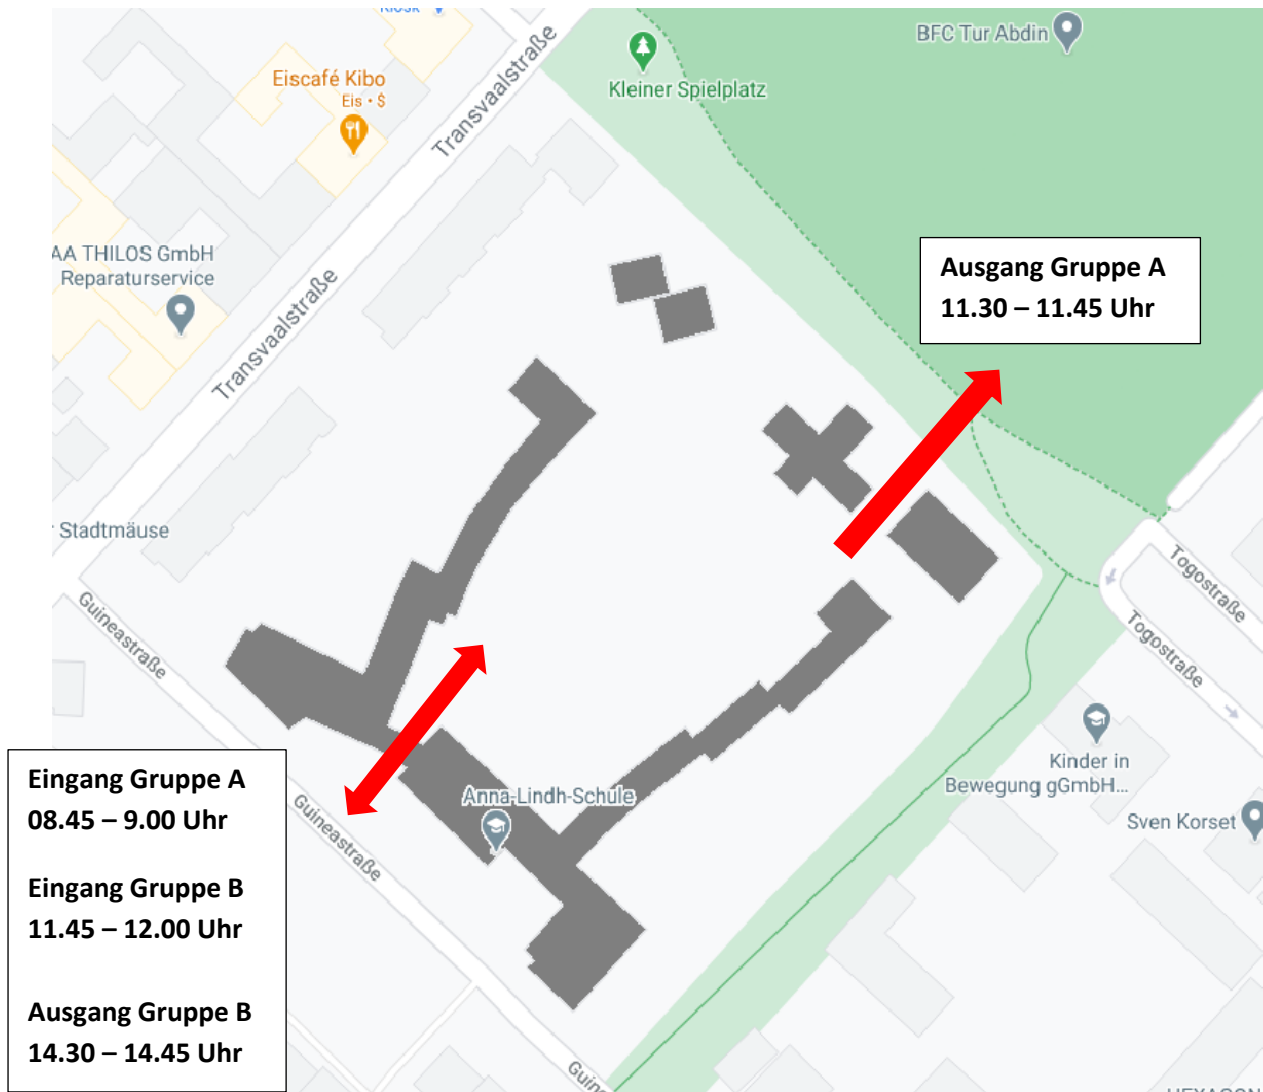 Kiosk
BFC Tur Abdin
Eiscafé Kibo
Eis • $
Kleiner Spielplatz
Transvaalstraße
AA THILOS GmbH
Reparaturservice
Transvaalstraße
Ausgang Gruppe A
11.30 – 11.45 Uhr
Stadtmäuse
Guineastraße
Togostraße
Togostraße
Kinder in
Bewegung gGmbH...
Sven Korset
Anna-Lindh-Schule
Guineastraße
Eingang Gruppe A
08.45 – 9.00 Uhr
Eingang Gruppe B
11.45 – 12.00 Uhr
Ausgang Gruppe B
14.30 – 14.45 Uhr